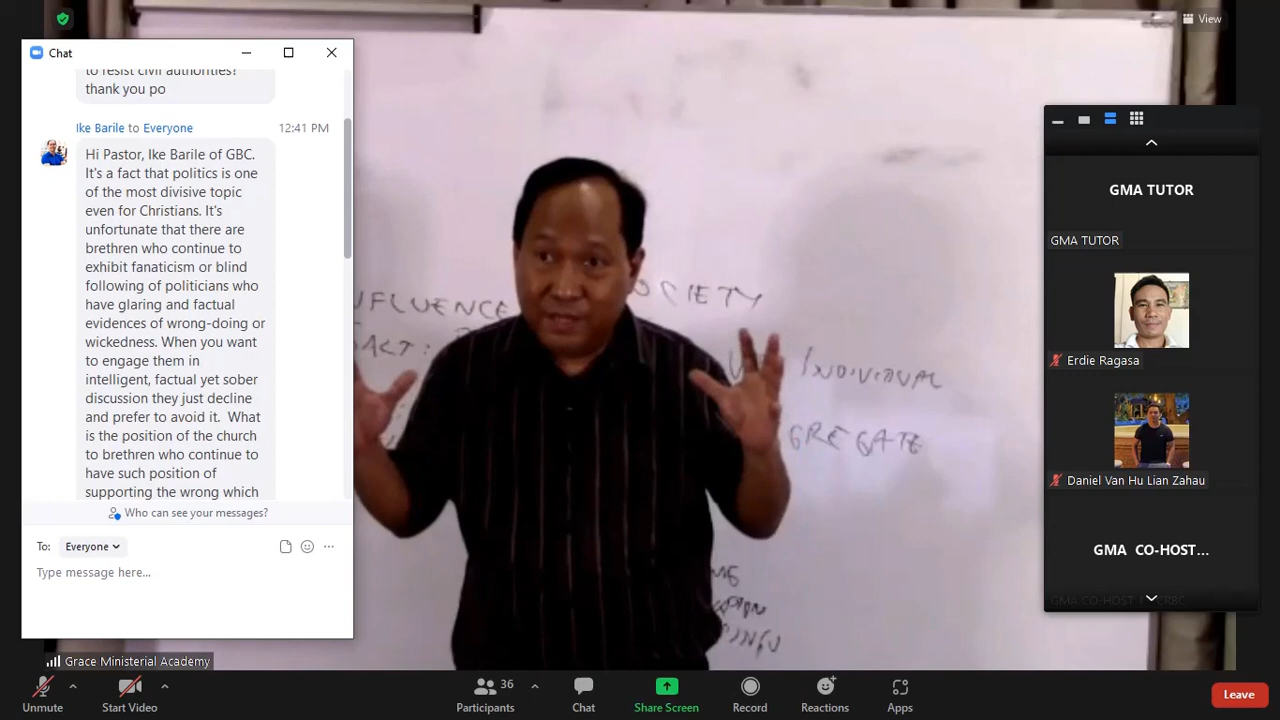 View
Chat
to resist civil authorities?
thank you po
Ike Barile to Everyone 12:41 PM
Hi Pastor, Ike Barile of GBC.
It's a fact that politics is one
of the most divisive topic
even for Christians. It's
unfortunate that there are
brethren who continue to
exhibit fanaticism or blind
following of politicians who
have glaring and factual
evidences of wrong-doing or
wickedness. When you want
to engage them in
intelligent, factual yet sober
discussion they just decline
and prefer to avoid it. What
is the position of the church
to brethren who continue to
have such position of
supporting the wrong which
Who can see your messages?
To: Everyone
Type message here...
NFLUENCE
OCIETY
ACT:
INDIVIDUAL
GREGATE
GMA TUTOR
GMA TUTOR
Erdie Ragasa
Daniel Van Hu Lian Zahau
GMA CO-HOST...
Grace Ministerial Academy
Unmute
Start Video
36
Participants
Chat
Share Screen
Record
Reactions
Apps
Leave